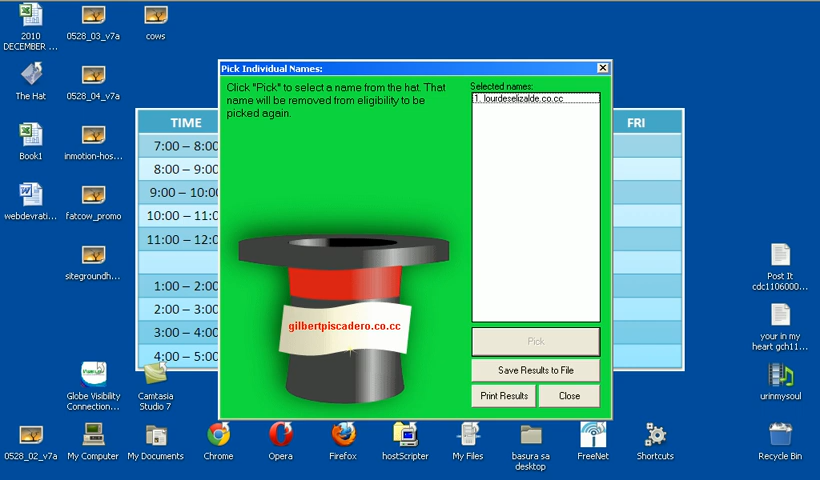 2010
DECEMBER ...
0528_03_v7a
cows
The Hat
0528_04_v7a
Book1
inmotion-hos...
webdevrati...
fatcow_promo
sitegroundh...
Globe Visibility
Connection...
Camtasia
Studio 7
TIME
FRI
7:00 – 8:00
8:00 – 9:00
9:00 – 10:0
10:00 – 11:0
11:00 – 12:0
1:00 – 2:00
2:00 – 3:00
3:00 – 4:00
4:00 – 5:00
Pick Individual Names:
Click "Pick" to select a name from the hat. That
name will be removed from eligibility to be
picked again.
Selected names:
1. lourdeselizalde.co.cc
gilbertpiscadero.co.cc
Pick
Save Results to File
Print Results
Close
Post It
cdc1106000...
your in my
heart gch11...
urinmysoul
0528_02_v7a
My Computer
My Documents
Chrome
Opera
Firefox
hostScripter
My Files
basura sa
desktop
FreeNet
Shortcuts
Recycle Bin